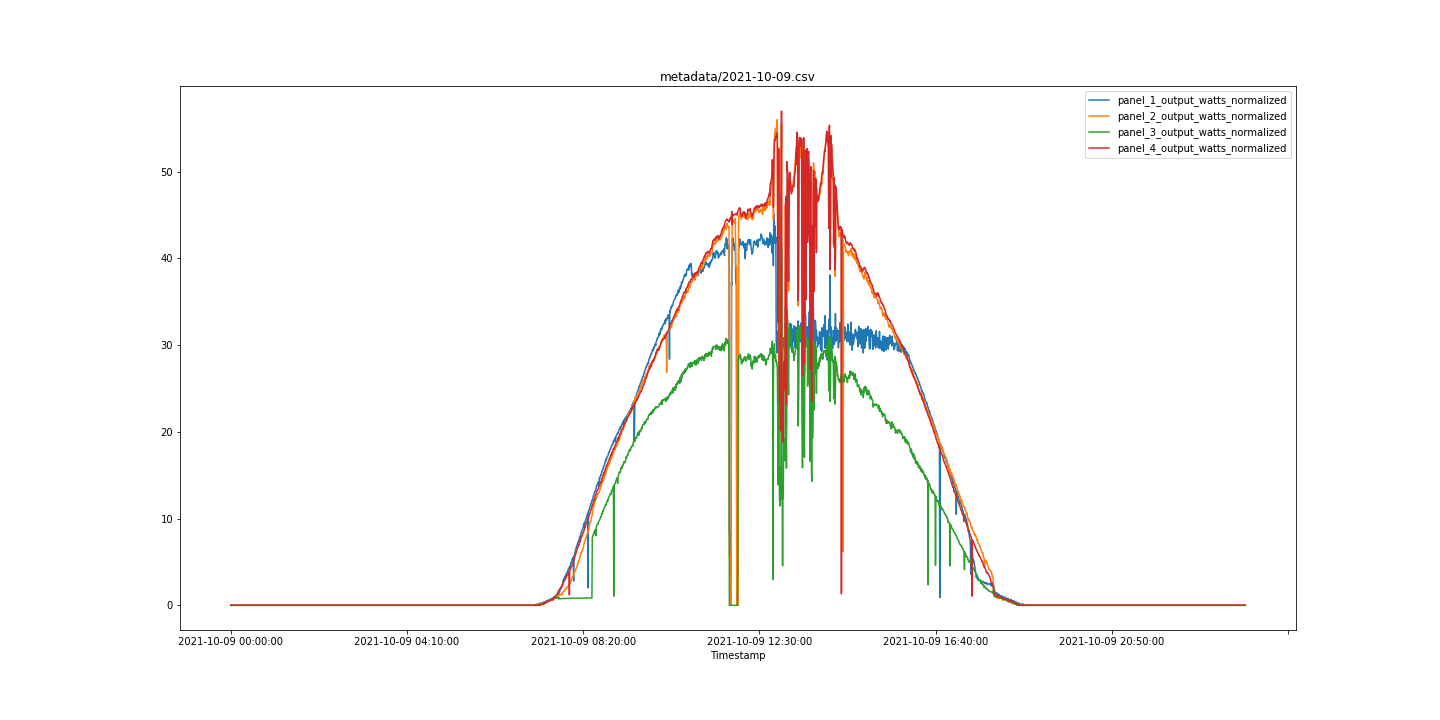 metadata/2021-10-09.csv
panel_1_output_watts_normalized
panel_2_output_watts_normalized
panel_3_output_watts_normalized
panel_4_output_watts_normalized
50
40
30
20
10
0
2021-10-09 00:00:00 2021-10-09 04:10:00 2021-10-09 08:20:00 2021-10-09 12:30:00 2021-10-09 16:40:00 2021-10-09 20:50:00
Timestamp